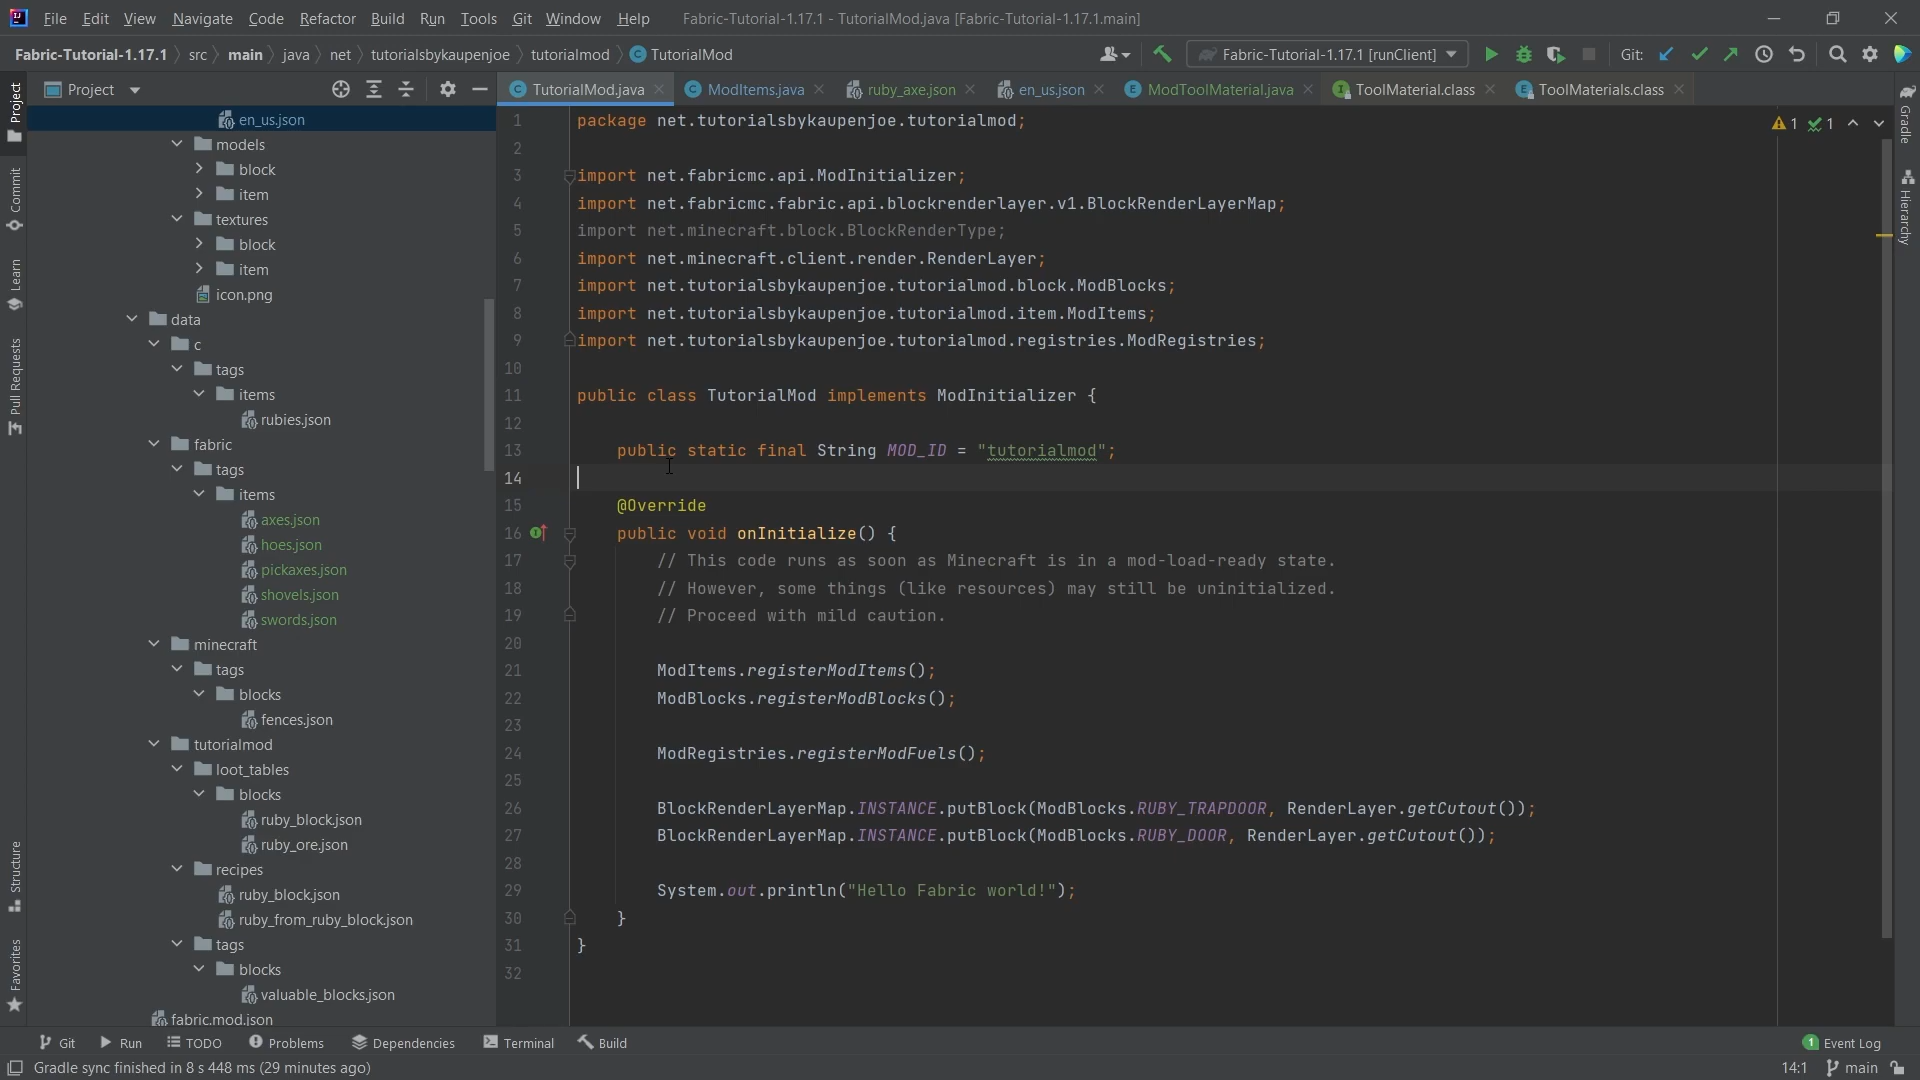 File Edit View Navigate Code Refactor Build Run Tools Git Window Help Fabric-Tutorial-1.17.1 - TutorialMod.java [Fabric-Tutorial-1.17.1.main]
Fabric-Tutorial-1.17.1 src main java net tutorialsbykaupenjoe tutorialmod TutorialMod Fabric-Tutorial-1.17.1 [runClient] Git:
Project
TutorialMod.java ModItems.java ruby_axe.json en_us.json ModToolMaterial.java ToolMaterial.class ToolMaterials.class
Project
Commit
Learn
Pull Requests
Structure
Favorites
en_us.json
models
block
item
textures
block
item
icon.png
data
c
tags
items
rubies.json
fabric
tags
items
axes.json
hoes.json
pickaxes.json
shovels.json
swords.json
minecraft
tags
blocks
fences.json
tutorialmod
loot_tables
blocks
ruby_block.json
ruby_ore.json
recipes
ruby_block.json
ruby_from_ruby_block.json
tags
blocks
valuable_blocks.json
fabric.mod.json
1 package net.tutorialsbykaupenjoe.tutorialmod;
2
3 import net.fabricmc.api.ModInitializer;
4 import net.fabricmc.fabric.api.blockrenderlayer.v1.BlockRenderLayerMap;
5 import net.minecraft.block.BlockRenderType;
6 import net.minecraft.client.render.RenderLayer;
7 import net.tutorialsbykaupenjoe.tutorialmod.block.ModBlocks;
8 import net.tutorialsbykaupenjoe.tutorialmod.item.ModItems;
9 import net.tutorialsbykaupenjoe.tutorialmod.registries.ModRegistries;
10
11 public class TutorialMod implements ModInitializer {
12
13 public static final String MOD_ID = "tutorialmod";
14
15 @Override
16 public void onInitialize() {
17 // This code runs as soon as Minecraft is in a mod-load-ready state.
18 // However, some things (like resources) may still be uninitialized.
19 // Proceed with mild caution.
20
21 ModItems.registerModItems();
22 ModBlocks.registerModBlocks();
23
24 ModRegistries.registerModFuels();
25
26 BlockRenderLayerMap.INSTANCE.putBlock(ModBlocks.RUBY_TRAPDOOR, RenderLayer.getCutout());
27 BlockRenderLayerMap.INSTANCE.putBlock(ModBlocks.RUBY_DOOR, RenderLayer.getCutout());
28
29 System.out.println("Hello Fabric world!");
30 }
31 }
32
1 1
Gradle
Hierarchy
Git Run TODO Problems Dependencies Terminal Build 1 Event Log
Gradle sync finished in 8 s 448 ms (29 minutes ago) 14:1 main